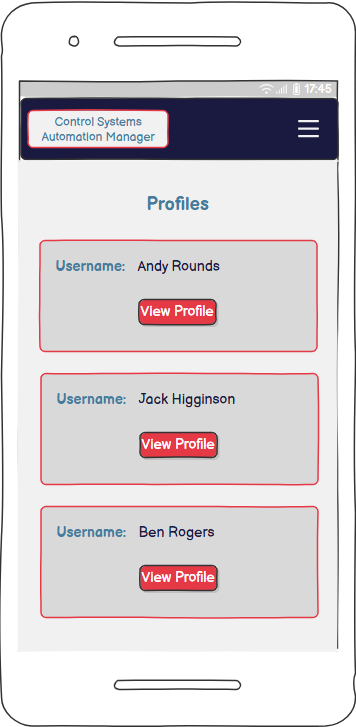 17:45
Control Systems
Automation Manager
Profiles
Username: Andy Rounds
View Profile
Username: Jack Higginson
View Profile
Username: Ben Rogers
View Profile